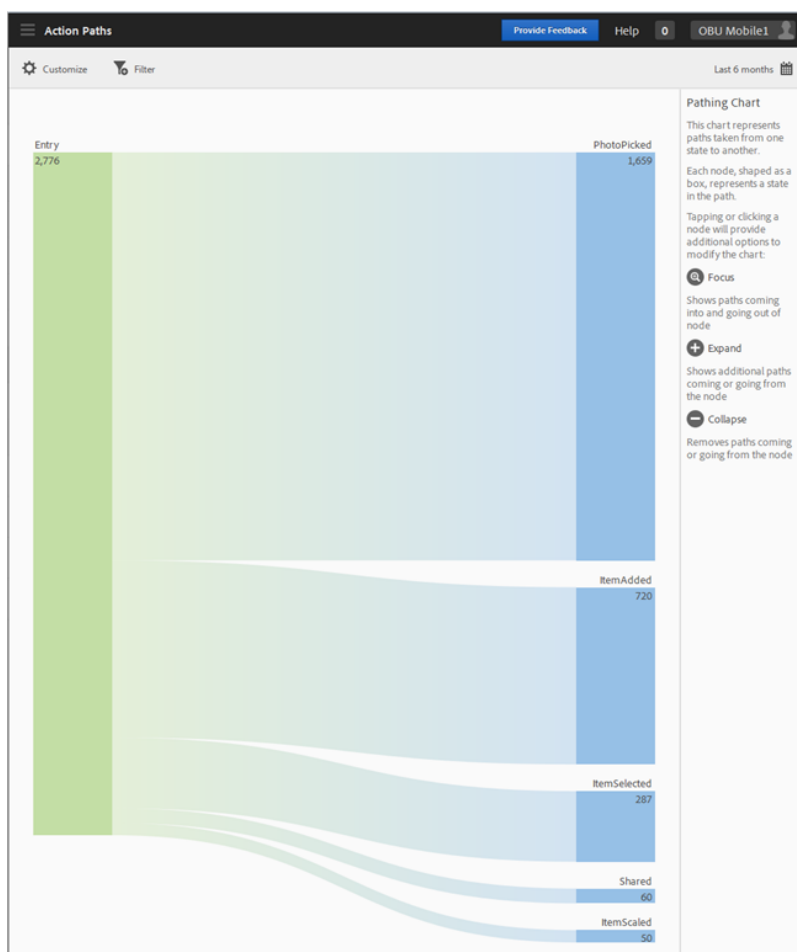 Action Paths
Provide Feedback
Help
0
OBU Mobile1
Customize
Filter
Last 6 months
Entry
2,776
PhotoPicked
1,659
ItemAdded
720
ItemSelected
287
Shared
60
ItemScaled
50
Pathing Chart
This chart represents
paths taken from one
state to another.
Each node, shaped as a
box, represents a state
in the path.
Tapping or clicking a
node will provide
additional options to
modify the chart:
Focus
Shows paths coming
into and going out of
node
Expand
Shows additional paths
coming or going from
the node
Collapse
Removes paths coming
or going from the node